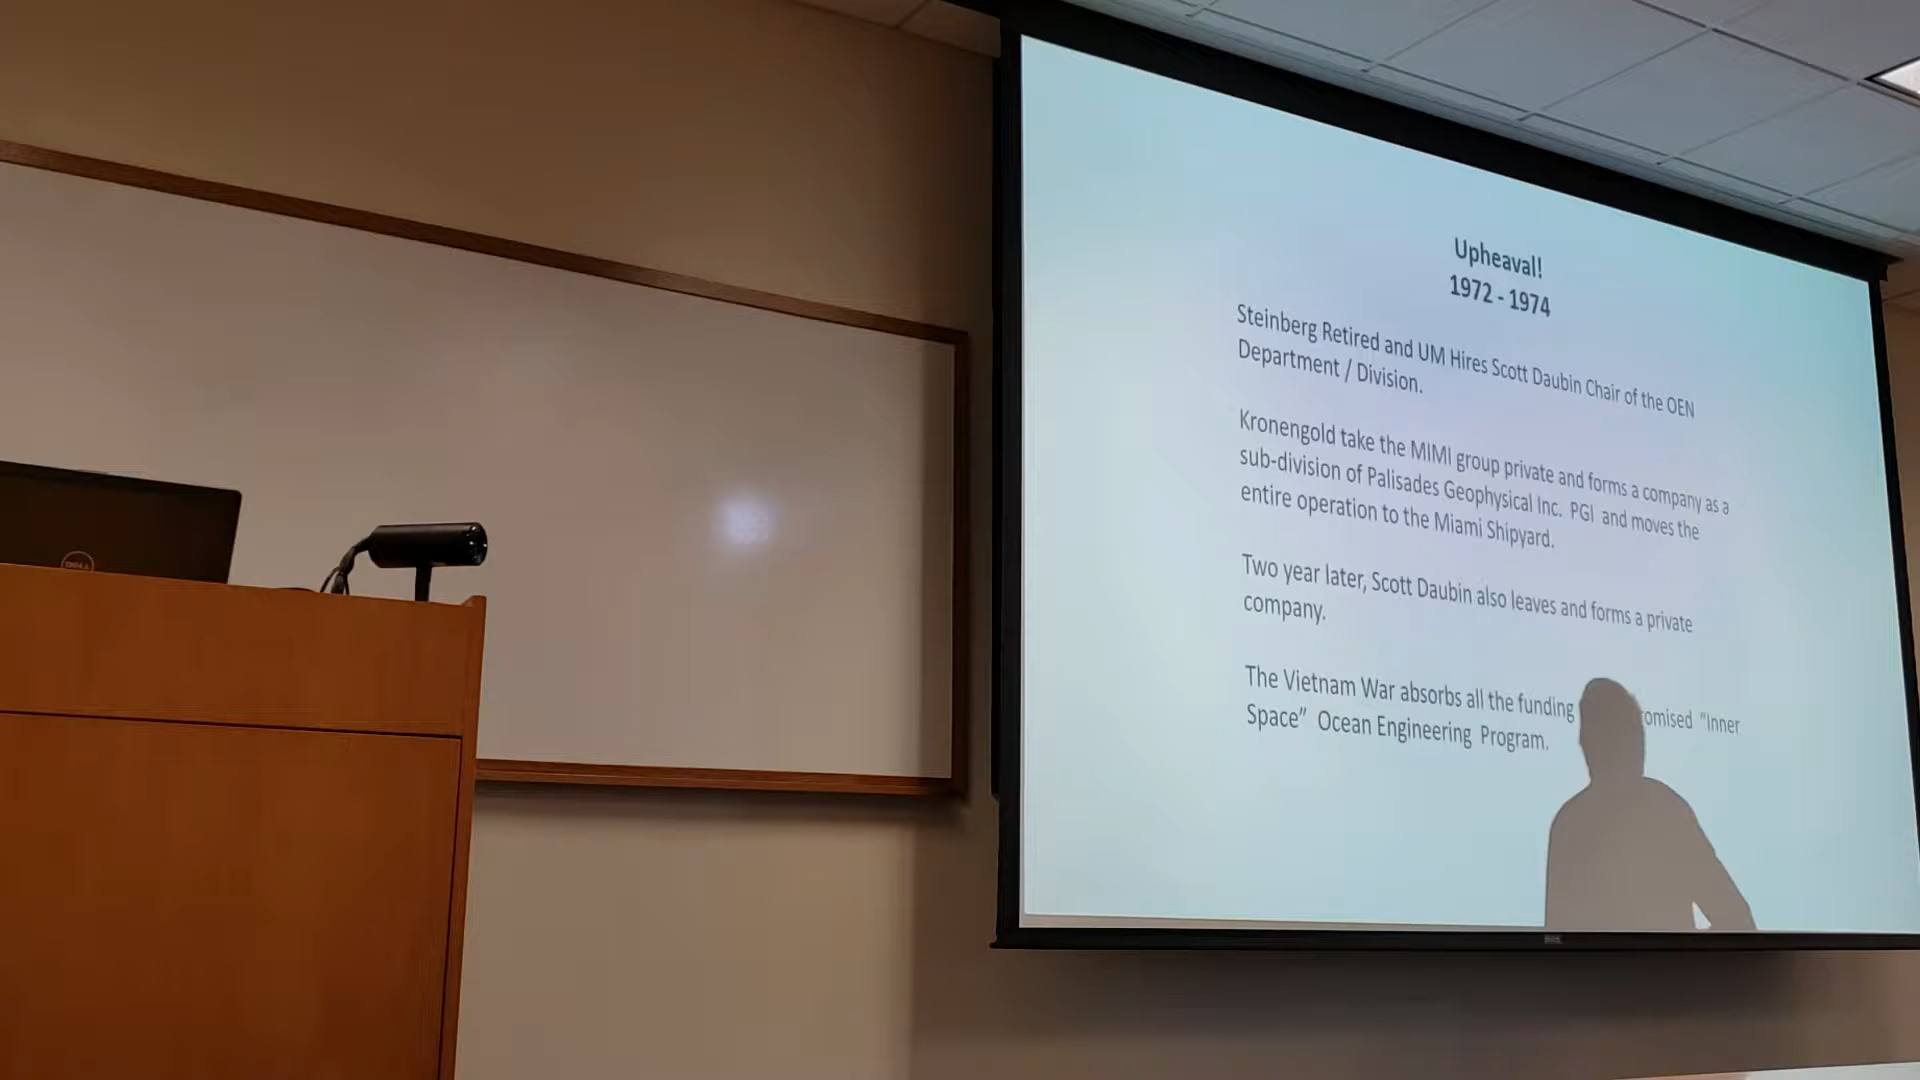 Upheaval!
1972 - 1974
Steinberg Retired and UM Hires Scott Daubin Chair of the OEN
Department / Division.
Kronengold take the MIMI group private and forms a company as a
sub-division of Palisades Geophysical Inc. PGI and moves the
entire operation to the Miami Shipyard.
Two year later, Scott Daubin also leaves and forms a private
company.
The Vietnam War absorbs all the funding omised "Inner
Space" Ocean Engineering Program.
DELL